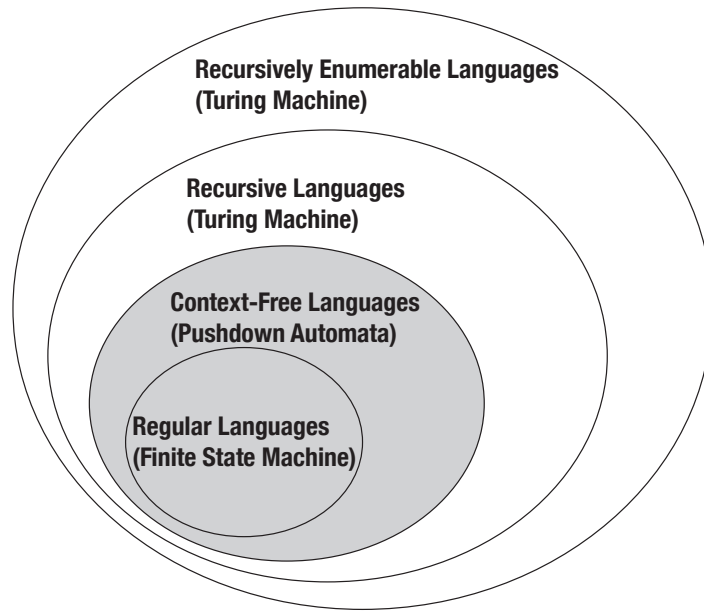 Recursively Enumerable Languages
(Turing Machine)
Recursive Languages
(Turing Machine)
Context-Free Languages
(Pushdown Automata)
Regular Languages
(Finite State Machine)